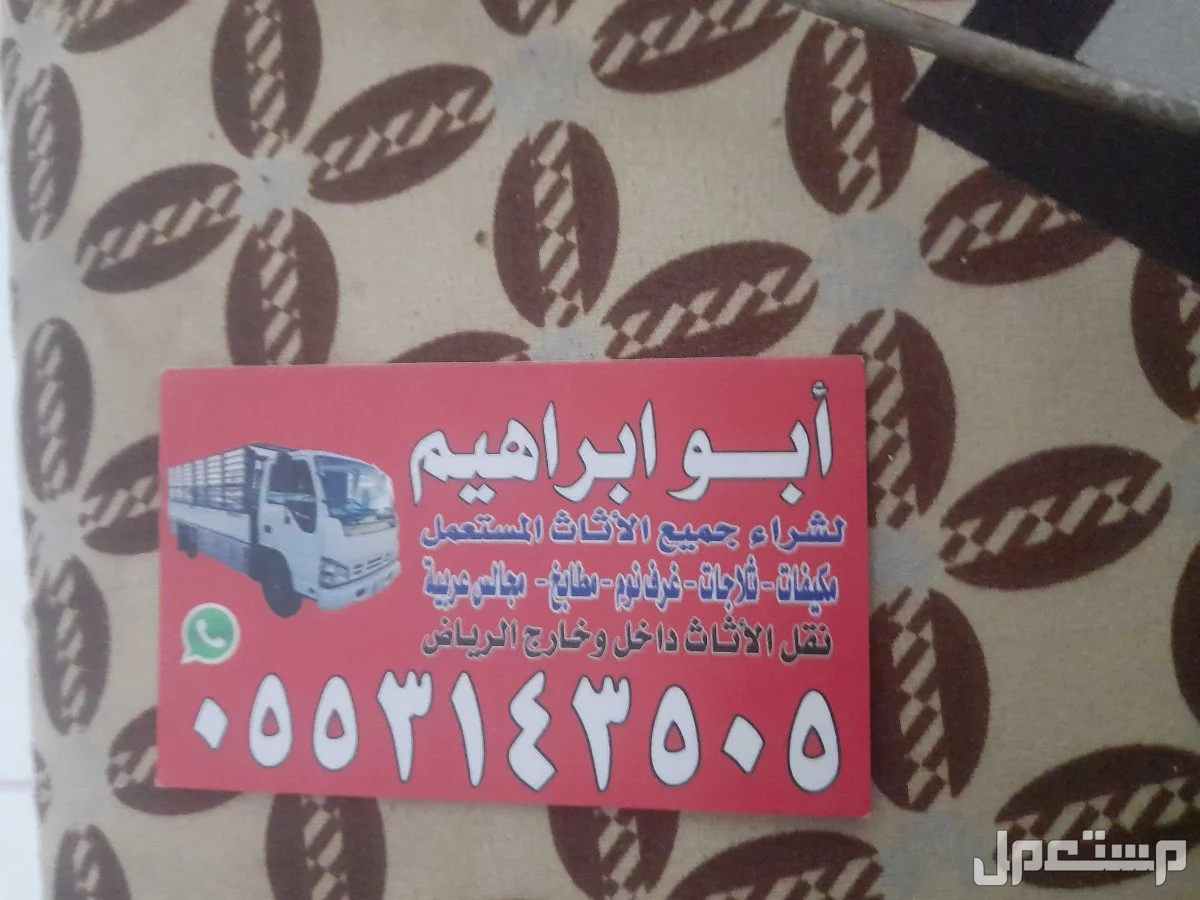 أبو ابراهيم
لشراء جميع الأثاث المستعمل
مكيفات - ثلاجات - غرف نوم - مطابخ - مجالس عربية
نقل الأثاث داخل وخارج الرياض
٠٥٥٣١٤٣٥٠٥
مستعمل